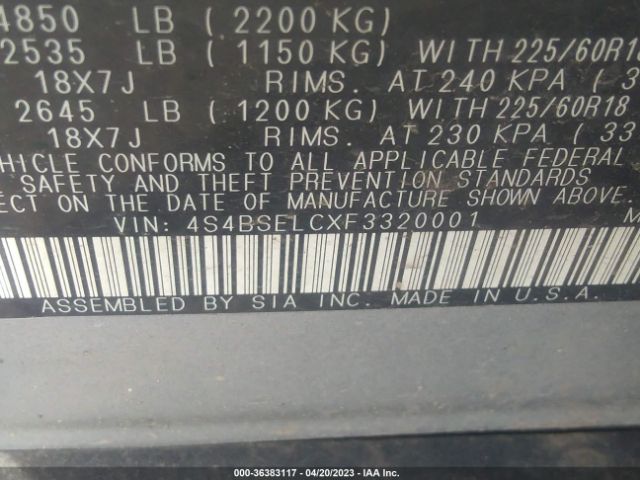 4850 LB ( 2200 KG)
2535 LB ( 1150 KG) WITH 225/60R18
18X7J RIMS. AT 240 KPA ( 3
2645 LB ( 1200 KG) WITH 225/60R18
18X7J RIMS. AT 230 KPA ( 33
EHICLE CONFORMS TO ALL APPLICABLE FEDERAL
SAFETY AND THEFT PREVENTION STANDARDS
ECT ON THE DATE OF MANUFACTURE SHOWN ABOVE.
VIN: 4S4BSELCXF3320001
ASSEMBLED BY SIA INC. MADE IN U.S.A.
000-36383117 - 04/20/2023 - IAA Inc.